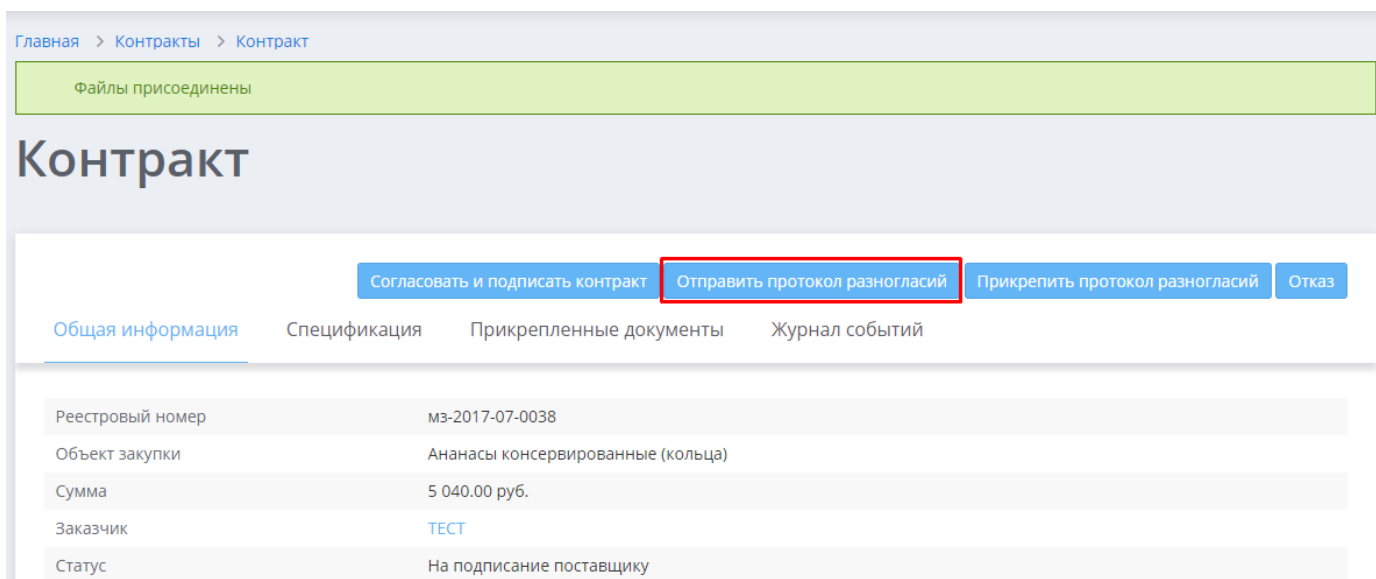 Главная > Контракты > Контракт
Файлы присоединены
Контракт
Согласовать и подписать контракт Отправить протокол разногласий Прикрепить протокол разногласий Отказ
Общая информация Спецификация Прикрепленные документы Журнал событий
Реестровый номер мз-2017-07-0038
Объект закупки Ананасы консервированные (кольца)
Сумма 5 040.00 руб.
Заказчик ТЕСТ
Статус На подписание поставщику